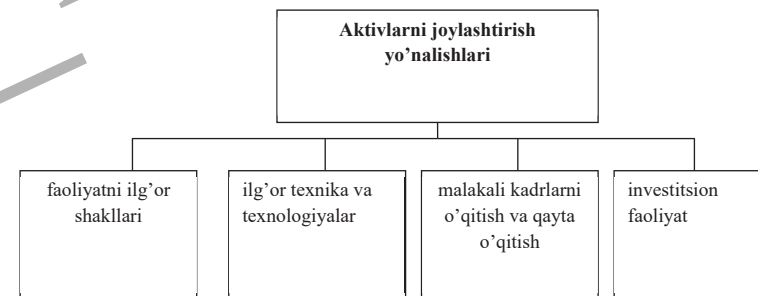 Aktivlarni joylashtirish
yo’nalishlari
faoliyatni ilg’or
shakllari
ilg’or texnika va
texnologiyalar
malakali kadrlarni
o’qitish va qayta
o’qitish
investitsion
faoliyat